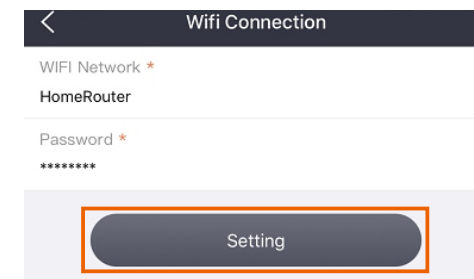 Wifi Connection
WIFI Network *
HomeRouter
Password *
********
Setting